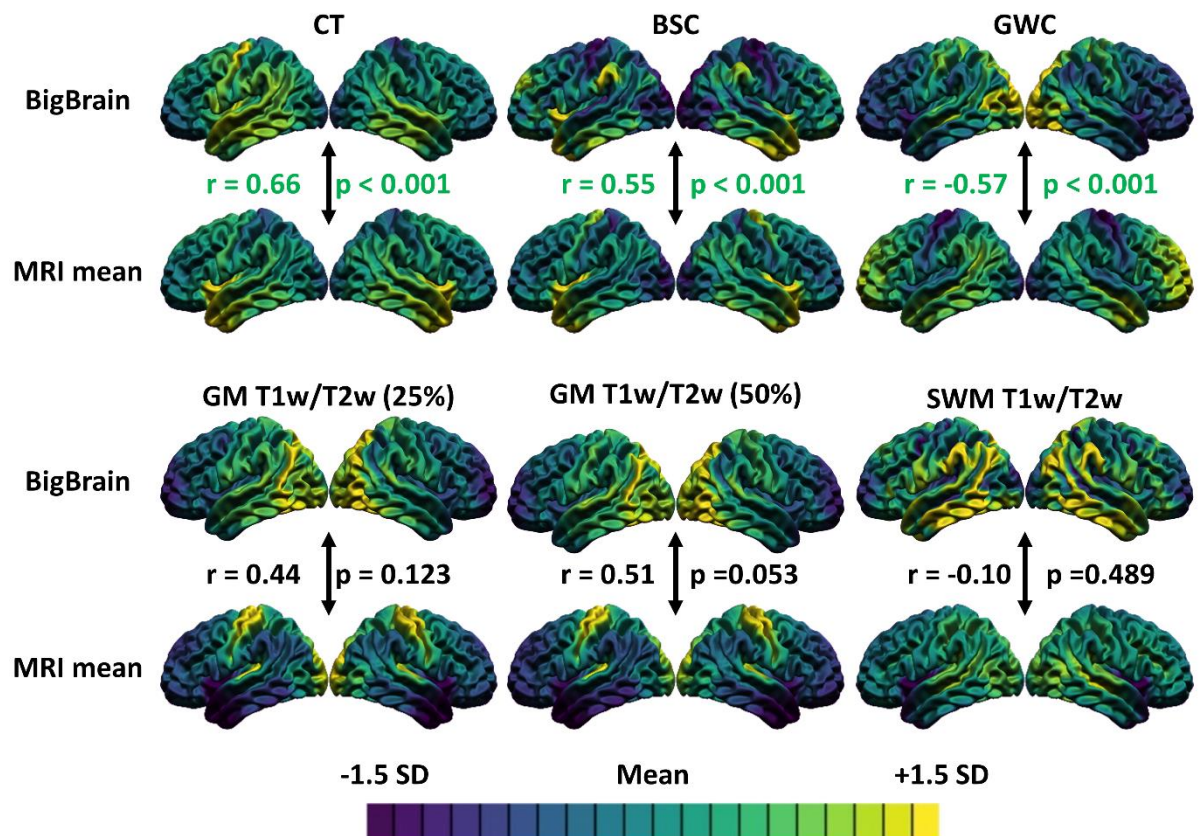 CT BSC GWC
BigBrain
r = 0.66 p < 0.001 r = 0.55 p < 0.001 r = -0.57 p < 0.001
MRI mean
GM T1w/T2w (25%) GM T1w/T2w (50%) SWM T1w/T2w
BigBrain
r = 0.44 p = 0.123 r = 0.51 p =0.053 r = -0.10 p =0.489
MRI mean
-1.5 SD Mean +1.5 SD